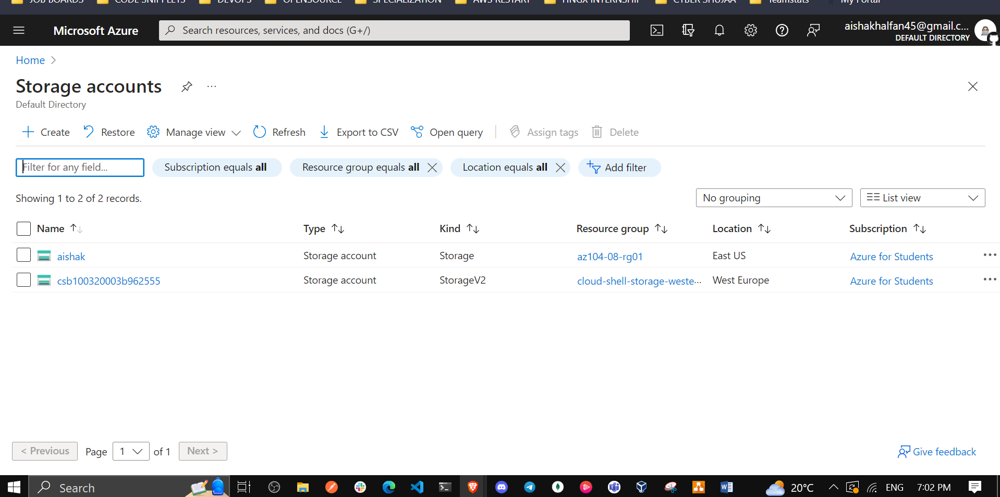 JOB BOARDS CODE SNIPPLETS DEVOPS OPENSOURCE SPECIALIZATION AWS RESTART HNGX INTERNSHIP CYBER SHUJAA Teamstats My Portal
Microsoft Azure Search resources, services, and docs (G+/) aishakhalfan45@gmail.c...
DEFAULT DIRECTORY
Home >
Storage accounts ...
Default Directory
Create Restore Manage view Refresh Export to CSV Open query Assign tags Delete
Filter for any field... Subscription equals all Resource group equals all Location equals all Add filter
Showing 1 to 2 of 2 records. No grouping List view
Name Type Kind Resource group Location Subscription
aishak Storage account Storage az104-08-rg01 East US Azure for Students ...
csb100320003b962555 Storage account StorageV2 cloud-shell-storage-weste... West Europe Azure for Students ...
< Previous Page 1 of 1 Next > Give feedback
Search 20°C ENG 7:02 PM